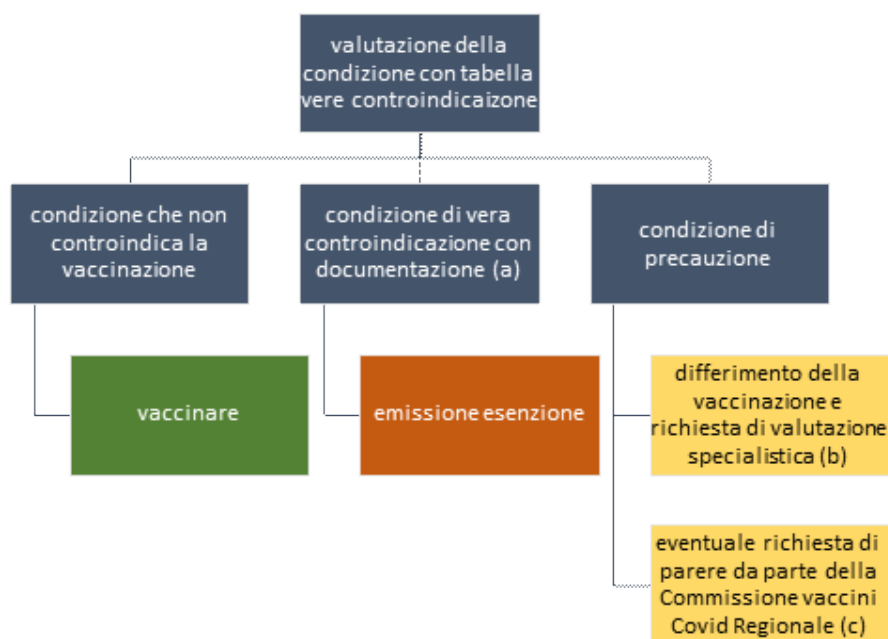 valutazione della
condizione con tabella
vere controindicaizone
condizione che non
controindica la
vaccinazione
condizione di vera
controindicazione con
documentazione (a)
condizione di
precauzione
vaccinare
emissione esenzione
differimento della
vaccinazione e
richiesta di valutazione
specialistica (b)
eventuale richiesta di
parere da parte della
Commissione vaccini
Covid Regionale (c)